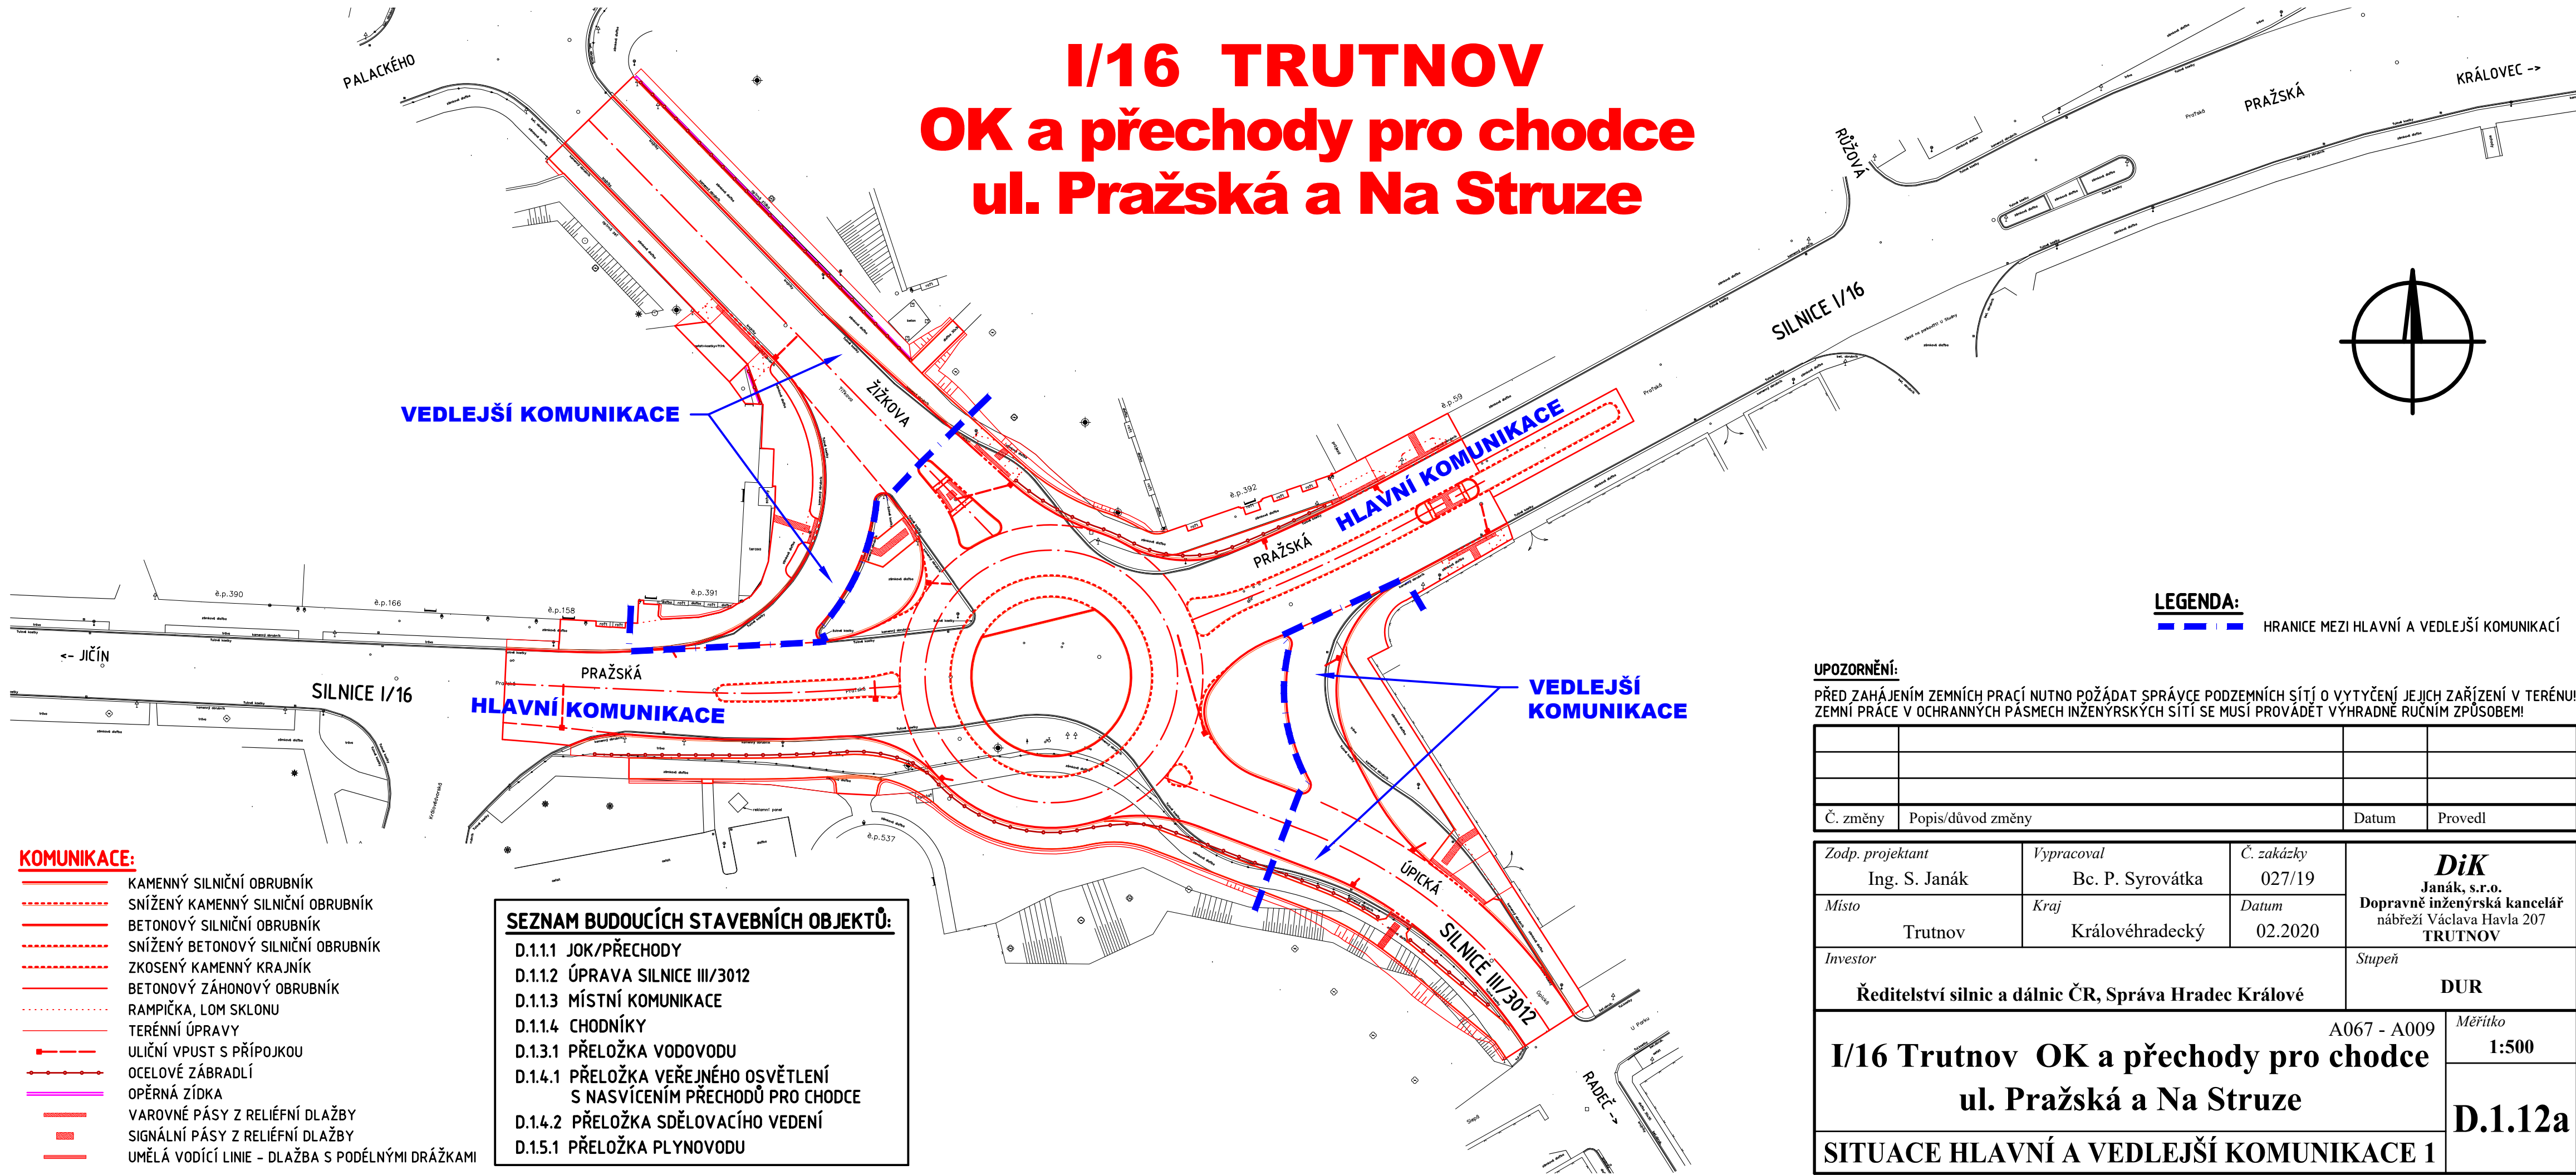 I/16 TRUTNOV
OK a přechody pro chodce
ul. Pražská a Na Struze
PALACKÉHO
RŮŽOVÁ
PRAŽSKÁ
KRÁLOVEC ->
SILNICE I/16
ŽIŽKOVA
VEDLEJŠÍ KOMUNIKACE
č.p.59
HLAVNÍ KOMUNIKACE
č.p.392
PRAŽSKÁ
č.p.390
č.p.166
č.p.158
č.p.391
<- JIČÍN
SILNICE I/16
PRAŽSKÁ
HLAVNÍ KOMUNIKACE
Královédvorská
reklamní panel
č.p.537
VEDLEJŠÍ
KOMUNIKACE
ÚPICKÁ
SILNICE III/3012
U Parku
RADEČ ->
Slepá
LEGENDA:
HRANICE MEZI HLAVNÍ A VEDLEJŠÍ KOMUNIKACÍ
UPOZORNĚNÍ:
PŘED ZAHÁJENÍM ZEMNÍCH PRACÍ NUTNO POŽÁDAT SPRÁVCE PODZEMNÍCH SÍTÍ O VYTYČENÍ JEJICH ZAŘÍZENÍ V TERÉNU!
ZEMNÍ PRÁCE V OCHRANNÝCH PÁSMECH INŽENÝRSKÝCH SÍTÍ SE MUSÍ PROVÁDĚT VÝHRADNĚ RUČNÍM ZPŮSOBEM!
Č. změny Popis/důvod změny Datum Provedl
Zodp. projektant Vypracoval Č. zakázky
Ing. S. Janák Bc. P. Syrovátka 027/19
Místo Kraj Datum
Trutnov Královéhradecký 02.2020
DiK
Janák, s.r.o.
Dopravně inženýrská kancelář
nábřeží Václava Havla 207
TRUTNOV
Investor
Ředitelství silnic a dálnic ČR, Správa Hradec Králové
Stupeň
DUR
A067 - A009
I/16 Trutnov OK a přechody pro chodce
ul. Pražská a Na Struze
Měřítko
1:500
SITUACE HLAVNÍ A VEDLEJŠÍ KOMUNIKACE 1
D.1.12a
KOMUNIKACE:
KAMENNÝ SILNIČNÍ OBRUBNÍK
SNÍŽENÝ KAMENNÝ SILNIČNÍ OBRUBNÍK
BETONOVÝ SILNIČNÍ OBRUBNÍK
SNÍŽENÝ BETONOVÝ SILNIČNÍ OBRUBNÍK
ZKOSENÝ KAMENNÝ KRAJNÍK
BETONOVÝ ZÁHONOVÝ OBRUBNÍK
RAMPIČKA, LOM SKLONU
TERÉNNÍ ÚPRAVY
ULIČNÍ VPUST S PŘÍPOJKOU
OCELOVÉ ZÁBRADLÍ
OPĚRNÁ ZÍDKA
VAROVNÉ PÁSY Z RELIÉFNÍ DLAŽBY
SIGNÁLNÍ PÁSY Z RELIÉFNÍ DLAŽBY
UMĚLÁ VODÍCÍ LINIE - DLAŽBA S PODÉLNÝMI DRÁŽKAMI
SEZNAM BUDOUCÍCH STAVEBNÍCH OBJEKTŮ:
D.1.1.1 JOK/PŘECHODY
D.1.1.2 ÚPRAVA SILNICE III/3012
D.1.1.3 MÍSTNÍ KOMUNIKACE
D.1.1.4 CHODNÍKY
D.1.3.1 PŘELOŽKA VODOVODU
D.1.4.1 PŘELOŽKA VEŘEJNÉHO OSVĚTLENÍ
S NASVÍCENÍM PŘECHODŮ PRO CHODCE
D.1.4.2 PŘELOŽKA SDĚLOVACÍHO VEDENÍ
D.1.5.1 PŘELOŽKA PLYNOVODU